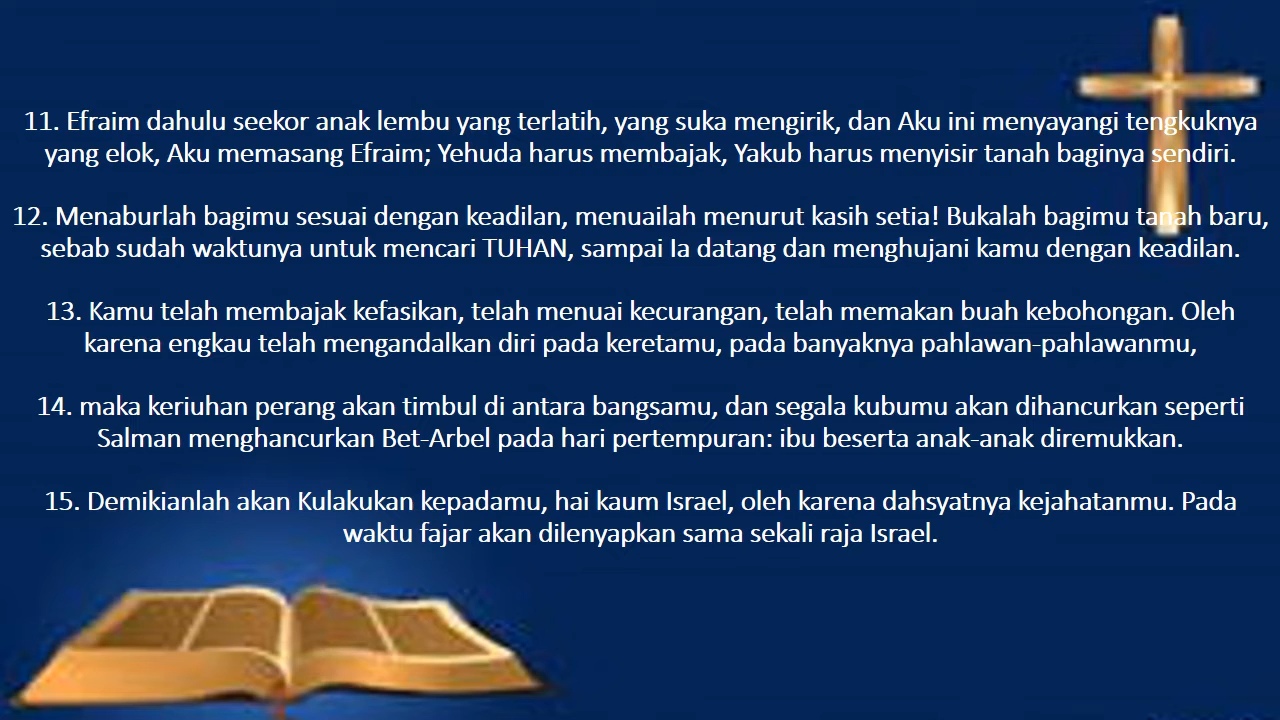 11. Efraim dahulu seekor anak lembu yang terlatih, yang suka mengirik, dan Aku ini menyayangi tengkuknya
yang elok, Aku memasang Efraim; Yehuda harus membajak, Yakub harus menyisir tanah baginya sendiri.
12. Menaburlah bagimu sesuai dengan keadilan, menuailah menurut kasih setia! Bukalah bagimu tanah baru,
sebab sudah waktunya untuk mencari TUHAN, sampai Ia datang dan menghujani kamu dengan keadilan.
13. Kamu telah membajak kefasikan, telah menuai kecurangan, telah memakan buah kebohongan. Oleh
karena engkau telah mengandalkan diri pada keretamu, pada banyaknya pahlawan-pahlawanmu,
14. maka keriuhan perang akan timbul di antara bangsamu, dan segala kubumu akan dihancurkan seperti
Salman menghancurkan Bet-Arbel pada hari pertempuran: ibu beserta anak-anak diremukkan.
15. Demikianlah akan Kulakukan kepadamu, hai kaum Israel, oleh karena dahsyatnya kejahatanmu. Pada
waktu fajar akan dilenyapkan sama sekali raja Israel.